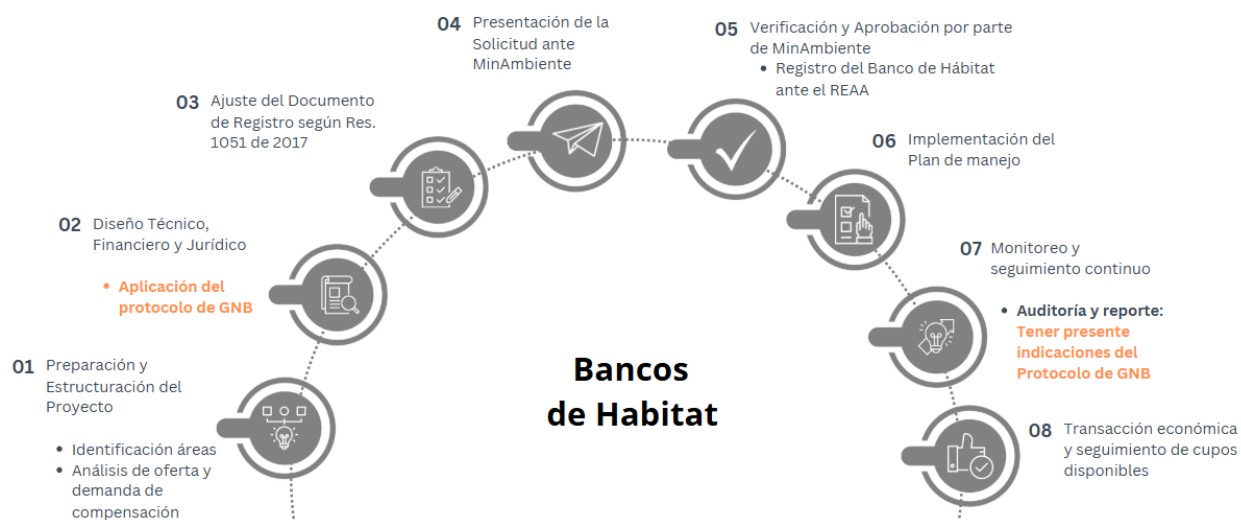 01 Preparación y
Estructuración del
Proyecto
• Identificación áreas
• Análisis de oferta y
demanda de
compensación
02 Diseño Técnico,
Financiero y Jurídico
• Aplicación del
protocolo de GNB
03 Ajuste del Documento
de Registro según Res.
1051 de 2017
04 Presentación de la
Solicitud ante
MinAmbiente
05 Verificación y Aprobación por parte
de MinAmbiente
• Registro del Banco de Hábitat
ante el REAA
06 Implementación del
Plan de manejo
07 Monitoreo y
seguimiento continuo
• Auditoría y reporte:
Tener presente
indicaciones del
Protocolo de GNB
08 Transacción económica
y seguimiento de cupos
disponibles
Bancos
de Habitat